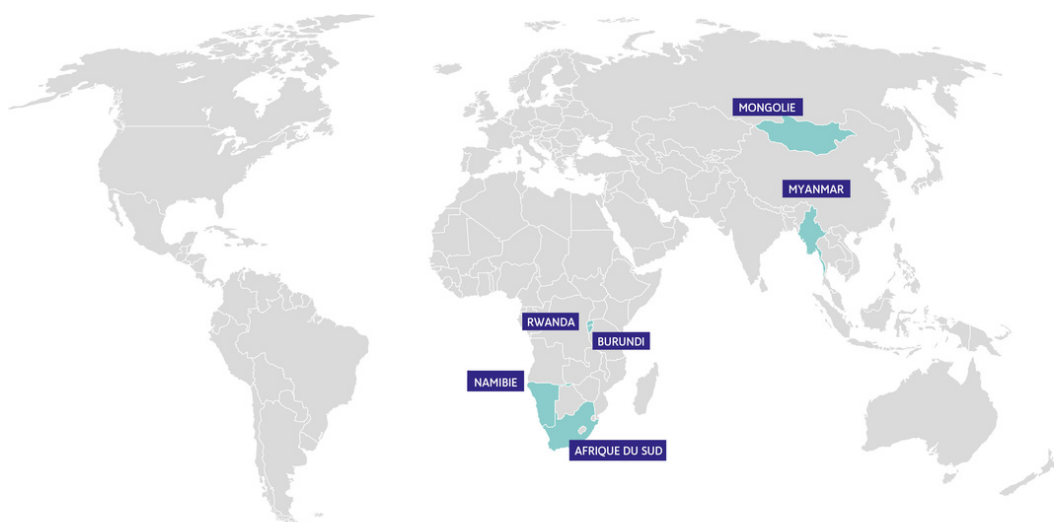 MONGOLIE
MYANMAR
RWANDA
BURUNDI
NAMIBIE
AFRIQUE DU SUD